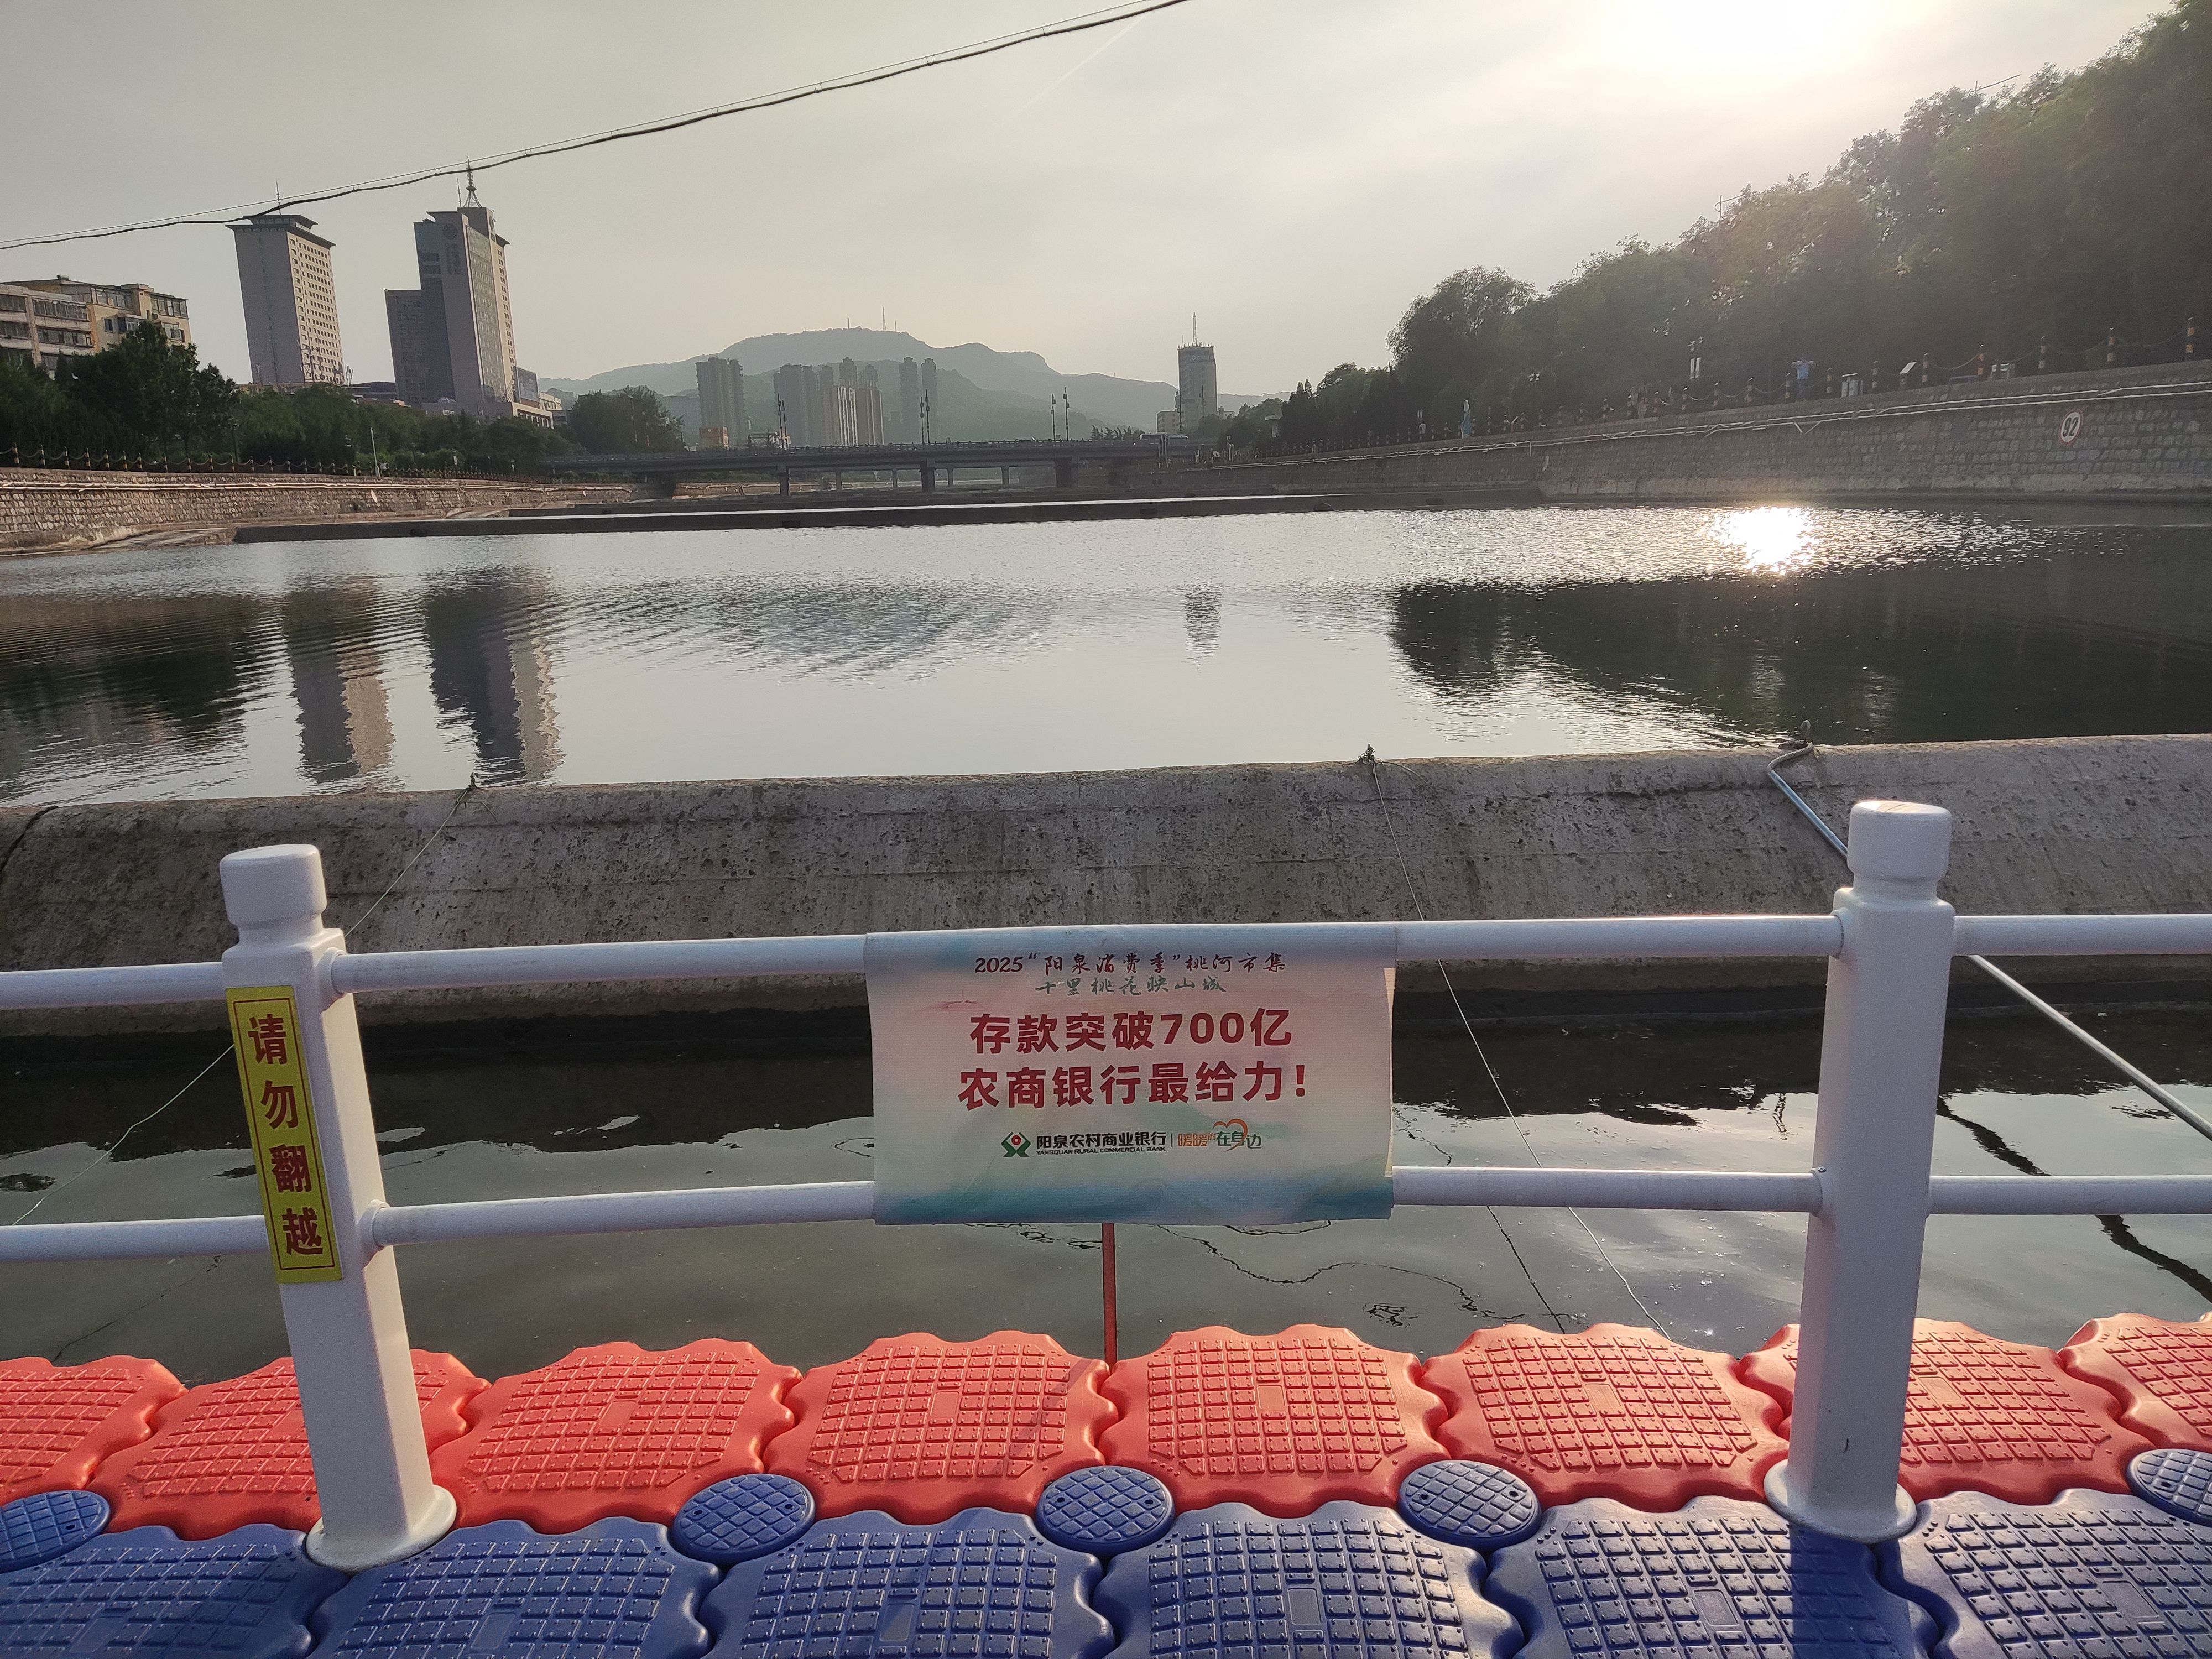 92
2025“阳泉消费季”桃河市集
十里桃花映山城
存款突破700亿
农商银行最给力!
阳泉农村商业银行 | 暖暖的在身边
YANGQUAN RURAL COMMERCIAL BANK
请勿翻越